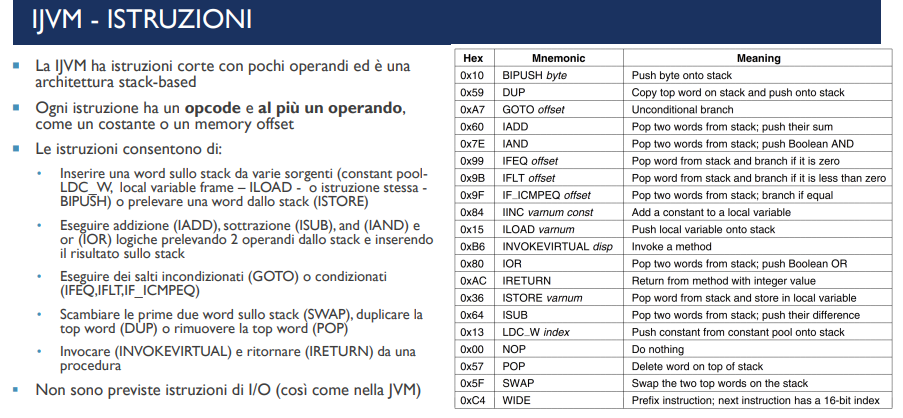 IJVM - ISTRUZIONI
La IJVM ha istruzioni corte con pochi operandi ed è una
architettura stack-based
Ogni istruzione ha un opcode e al più un operando,
come un costante o un memory offset
Le istruzioni consentono di:
Inserire una word sullo stack da varie sorgenti (constant pool-
LDC_W, local variable frame – ILOAD - o istruzione stessa -
BIPUSH) o prelevare una word dallo stack (ISTORE)
Eseguire addizione (IADD), sottrazione (ISUB), and (IAND) e
or (IOR) logiche prelevando 2 operandi dallo stack e inserendo
il risultato sullo stack
Eseguire dei salti incondizionati (GOTO) o condizionati
(IFEQ,IFLT,IF_ICMPEQ)
Scambiare le prime due word sullo stack (SWAP), duplicare la
top word (DUP) o rimuovere la top word (POP)
Invocare (INVOKEVIRTUAL) e ritornare (IRETURN) da una
procedura
Non sono previste istruzioni di I/O (così come nella JVM)
Hex Mnemonic Meaning
0x10 BIPUSH byte Push byte onto stack
0x59 DUP Copy top word on stack and push onto stack
0xA7 GOTO offset Unconditional branch
0x60 IADD Pop two words from stack; push their sum
0x7E IAND Pop two words from stack; push Boolean AND
0x99 IFEQ offset Pop word from stack and branch if it is zero
0x9B IFLT offset Pop word from stack and branch if it is less than zero
0x9F IF_ICMPEQ offset Pop two words from stack; branch if equal
0x84 IINC varnum const Add a constant to a local variable
0x15 ILOAD varnum Push local variable onto stack
0xB6 INVOKEVIRTUAL disp Invoke a method
0x80 IOR Pop two words from stack; push Boolean OR
0xAC IRETURN Return from method with integer value
0x36 ISTORE varnum Pop word from stack and store in local variable
0x64 ISUB Pop two words from stack; push their difference
0x13 LDC_W index Push constant from constant pool onto stack
0x00 NOP Do nothing
0x57 POP Delete word on top of stack
0x5F SWAP Swap the two top words on the stack
0xC4 WIDE Prefix instruction; next instruction has a 16-bit index